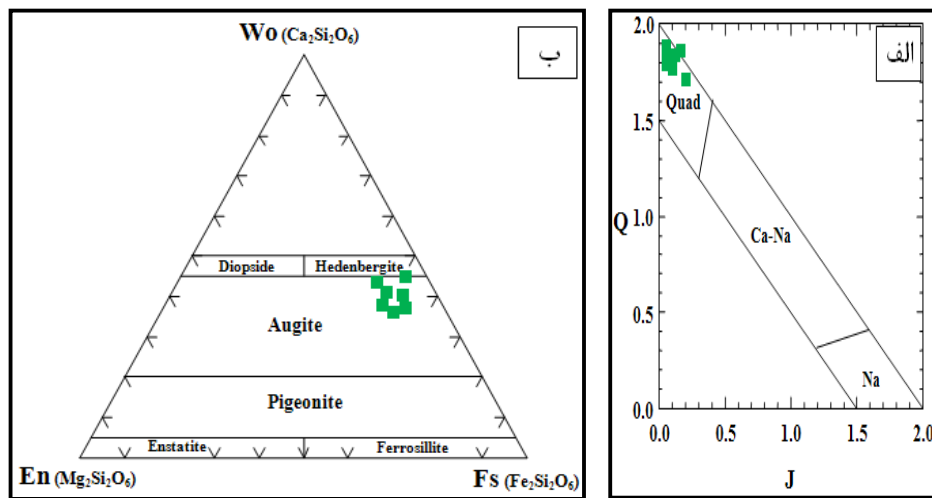 Wo (Ca₂Si₂O₆)
ب
Diopside
Hedenbergite
Augite
Pigeonite
Enstatite
Ferrosillite
En (Mg₂Si₂O₆)
Fs (Fe₂Si₂O₆)
الف
2.0
Quad
1.5
Q
1.0
Ca-Na
0.5
Na
0.0
0.0
0.5
1.0
1.5
2.0
J